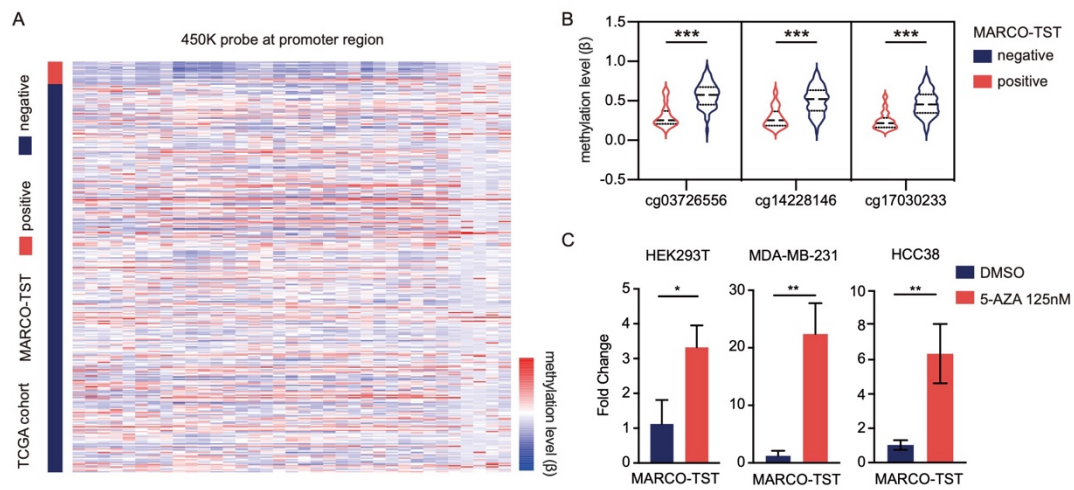 A
450K probe at promoter region
TCGA cohort MARCO-TST positive negative
methylation level (β)
B
methylation level (β)
1.5
1.0
0.5
0.0
-0.5
***
***
***
cg03726556
cg14228146
cg17030233
MARCO-TST
negative
positive
C
Fold Change
HEK293T
5
4
3
2
1
0
*
MARCO-TST
MDA-MB-231
30
20
10
0
**
MARCO-TST
HCC38
10
8
6
4
2
0
**
MARCO-TST
DMSO
5-AZA 125nM